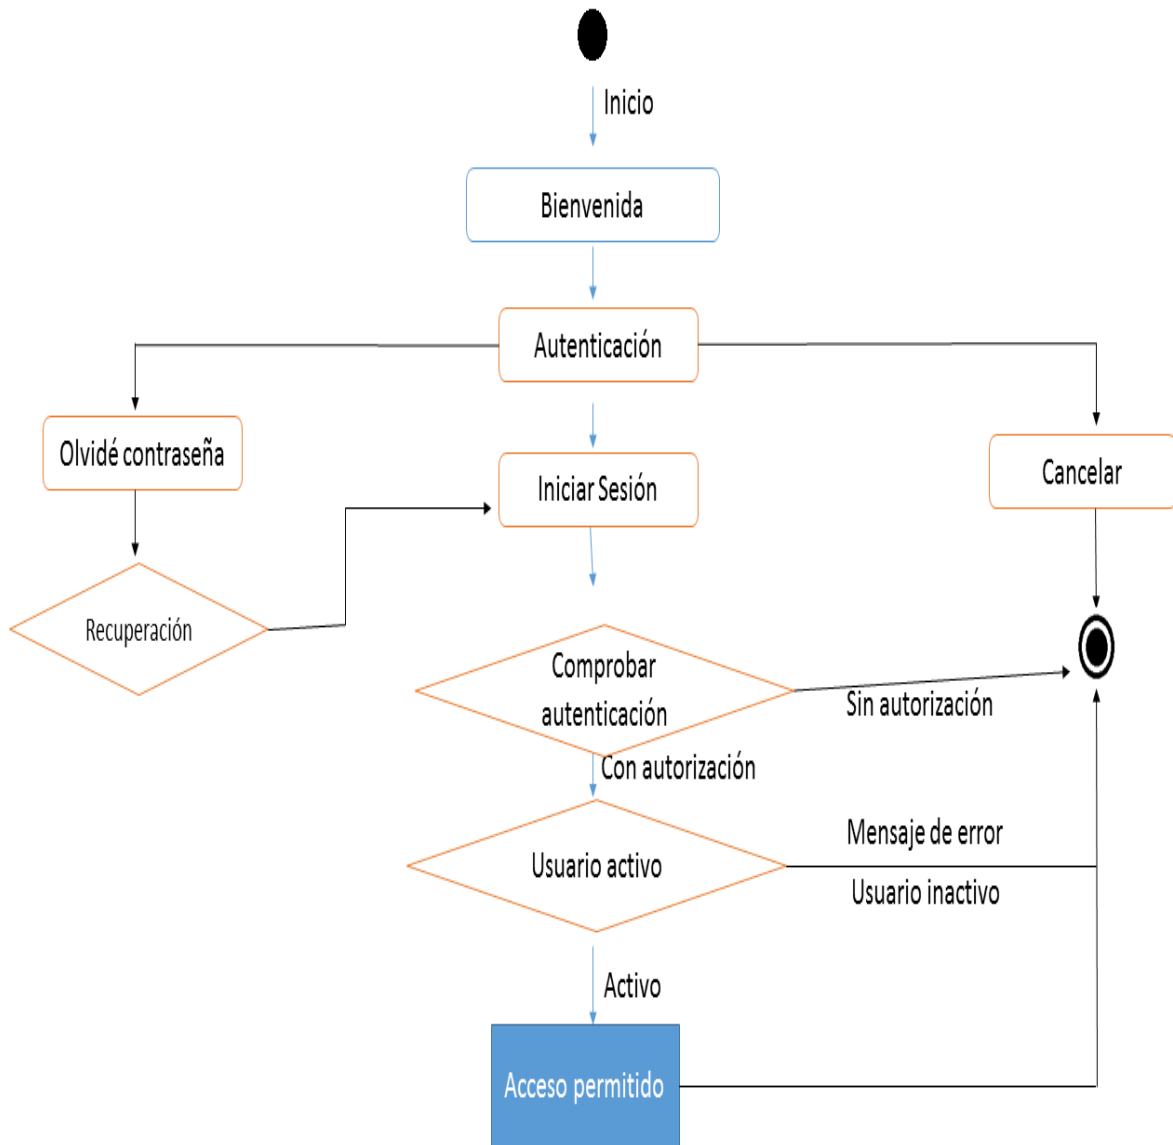 Inicio
Bienvenida
Autenticación
Olvidé contraseña
Iniciar Sesión
Cancelar
Recuperación
Comprobar
autenticación
Sin autorización
Con autorización
Mensaje de error
Usuario activo
Usuario inactivo
Activo
Acceso permitido